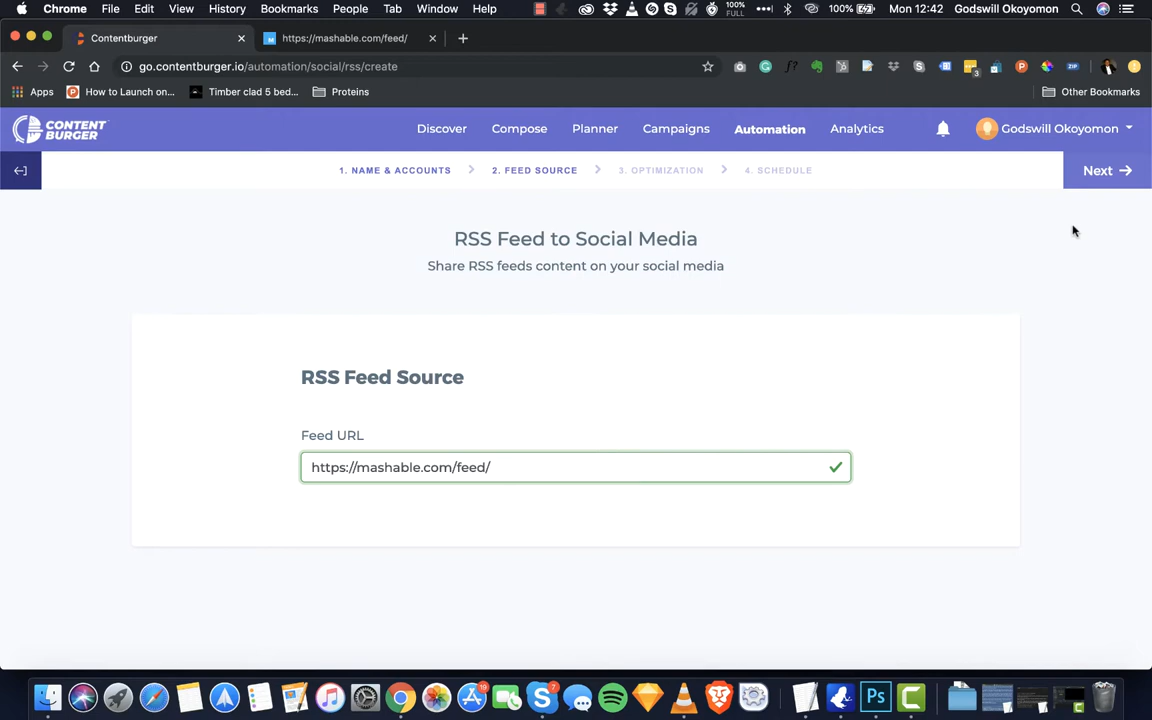 Chrome File Edit View History Bookmarks People Tab Window Help 100% FULL 100% Mon 12:42 Godswill Okoyomon
Contentburger https://mashable.com/feed/
go.contentburger.io/automation/social/rss/create
Apps How to Launch on... Timber clad 5 bed... Proteins Other Bookmarks
CONTENT BURGER Discover Compose Planner Campaigns Automation Analytics Godswill Okoyomon
1. NAME & ACCOUNTS 2. FEED SOURCE 3. OPTIMIZATION 4. SCHEDULE Next
RSS Feed to Social Media
Share RSS feeds content on your social media
RSS Feed Source
Feed URL
https://mashable.com/feed/